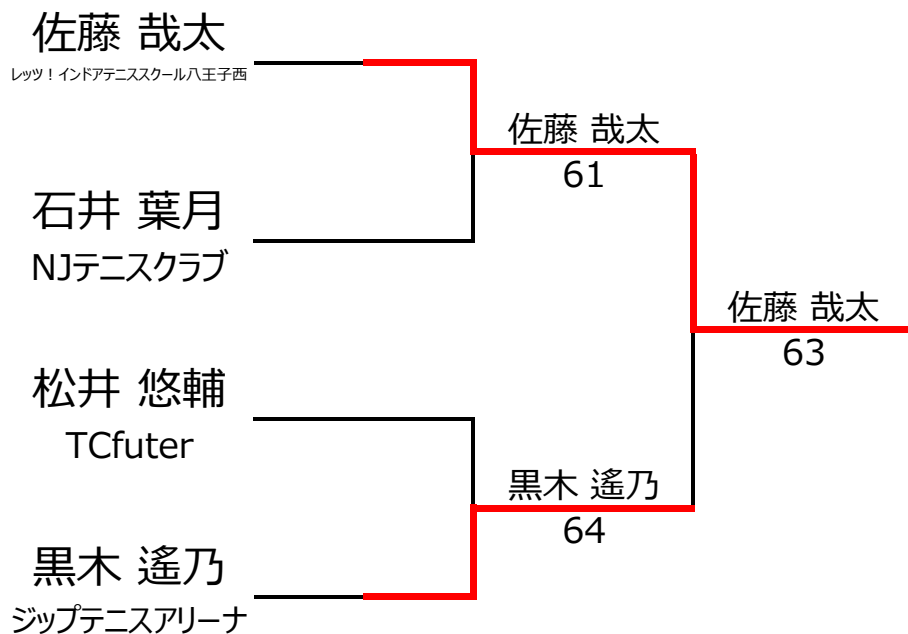 佐藤 哉太
レッツ！インドアテニススクール八王子西
佐藤 哉太
61
石井 葉月
NJテニスクラブ
佐藤 哉太
63
松井 悠輔
TCfuter
黒木 遙乃
64
黒木 遙乃
ジップテニスアリーナ